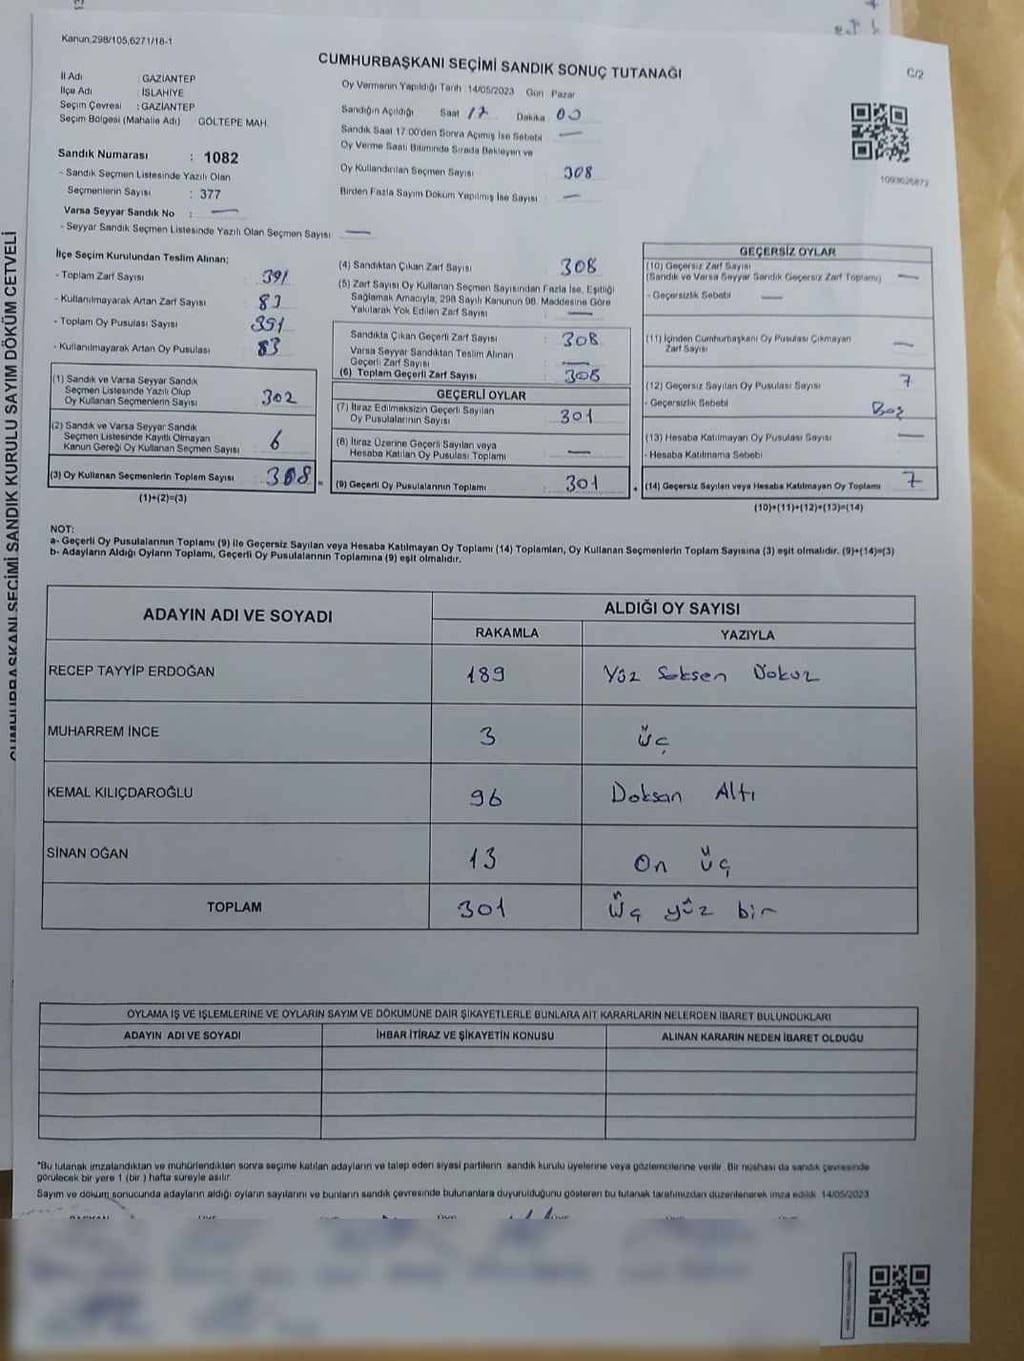 Kanun,298/105,6271/18-1
CUMHURBAŞKANI SEÇİMİ SANDIK SONUÇ TUTANAĞI
C/2
İl Adı : GAZİANTEP
İlçe Adı : İSLAHİYE
Seçim Çevresi : GAZİANTEP
Seçim Bölgesi (Mahalle Adı) GÖLTEPE MAH.
Sandık Numarası : 1082
- Sandık Seçmen Listesinde Yazılı Olan
Seçmenlerin Sayısı : 377
Varsa Seyyar Sandık No : —
- Seyyar Sandık Seçmen Listesinde Yazılı Olan Seçmen Sayısı —
Oy Vermenin Yapıldığı Tarih 14/05/2023 Gün Pazar
Sandığın Açıldığı Saat 17 Dakika 00
Sandık Saat 17:00'den Sonra Açılmış İse Sebebi —
Oy Verme Saati Bitiminde Sırada Bekleyen ve
Oy Kullandırılan Seçmen Sayısı 308
Birden Fazla Sayım Döküm Yapılmış İse Sayısı —
İlçe Seçim Kurulundan Teslim Alınan;
- Toplam Zarf Sayısı 391
- Kullanılmayarak Artan Zarf Sayısı 83
- Toplam Oy Pusulası Sayısı 391
- Kullanılmayarak Artan Oy Pusulası 83
(1) Sandık ve Varsa Seyyar Sandık
Seçmen Listesinde Yazılı Olup
Oy Kullanan Seçmenlerin Sayısı 302
(2) Sandık ve Varsa Seyyar Sandık
Seçmen Listesinde Kayıtlı Olmayan
Kanun Gereği Oy Kullanan Seçmen Sayısı 6
(3) Oy Kullanan Seçmenlerin Toplam Sayısı 308
(1)+(2)=(3)
(4) Sandıktan Çıkan Zarf Sayısı 308
(5) Zarf Sayısı Oy Kullanan Seçmen Sayısından Fazla İse, Eşitliği
Sağlamak Amacıyla, 298 Sayılı Kanunun 98. Maddesine Göre
Yakılarak Yok Edilen Zarf Sayısı —
Sandıkta Çıkan Geçerli Zarf Sayısı 308
Varsa Seyyar Sandıktan Teslim Alınan
Geçerli Zarf Sayısı —
(6) Toplam Geçerli Zarf Sayısı 308
GEÇERLİ OYLAR
(7) İtiraz Edilmeksizin Geçerli Sayılan
Oy Pusulalarının Sayısı 301
(8) İtiraz Üzerine Geçerli Sayılan veya
Hesaba Katılan Oy Pusulası Toplamı —
(9) Geçerli Oy Pusulalarının Toplamı 301
GEÇERSİZ OYLAR
(10) Geçersiz Zarf Sayısı
(Sandık ve Varsa Seyyar Sandık Geçersiz Zarf Toplamı) —
- Geçersizlik Sebebi —
(11) İçinden Cumhurbaşkanı Oy Pusulası Çıkmayan
Zarf Sayısı —
(12) Geçersiz Sayılan Oy Pusulası Sayısı 7
- Geçersizlik Sebebi Boş
(13) Hesaba Katılmayan Oy Pusulası Sayısı —
- Hesaba Katılmama Sebebi
(14) Geçersiz Sayılan veya Hesaba Katılmayan Oy Toplamı 7
(10)+(11)+(12)+(13)=(14)
NOT:
a- Geçerli Oy Pusulalarının Toplamı (9) ile Geçersiz Sayılan veya Hesaba Katılmayan Oy Toplamı (14) Toplamları, Oy Kullanan Seçmenlerin Toplam Sayısına (3) eşit olmalıdır. (9)+(14)=(3)
b- Adayların Aldığı Oyların Toplamı, Geçerli Oy Pusulalarının Toplamına (9) eşit olmalıdır.
ADAYIN ADI VE SOYADI
ALDIĞI OY SAYISI
RAKAMLA YAZIYLA
RECEP TAYYİP ERDOĞAN 189 Yüz Seksen Dokuz
MUHARREM İNCE 3 üç
KEMAL KILIÇDAROĞLU 96 Doksan Altı
SİNAN OĞAN 13 On üç
TOPLAM 301 Üç yüz bir
OYLAMA İŞ VE İŞLEMLERİNE VE OYLARIN SAYIM VE DÖKÜMÜNE DAİR ŞİKAYETLERLE BUNLARA AİT KARARLARIN NELERDEN İBARET BULUNDUKLARI
ADAYIN ADI VE SOYADI İHBAR İTİRAZ VE ŞİKAYETİN KONUSU ALINAN KARARIN NEDEN İBARET OLDUĞU
*Bu tutanak imzalandıktan ve mühürlendikten sonra seçime katılan adayların ve talep eden siyasi partilerin sandık kurulu üyelerine veya gözlemcilerine verilir. Bir nüshası da sandık çevresinde
görülecek bir yere 1 (bir ) hafta süreyle asılır.
Sayım ve döküm sonucunda adayların aldığı oyların sayılarını ve bunların sandık çevresinde bulunanlara duyurulduğunu gösteren bu tutanak tarafımızdan düzenlenerek imza edildi. 14/05/2023
CUMHURBAŞKANI SEÇİMİ SANDIK KURULU SAYIM DÖKÜM CETVELİ